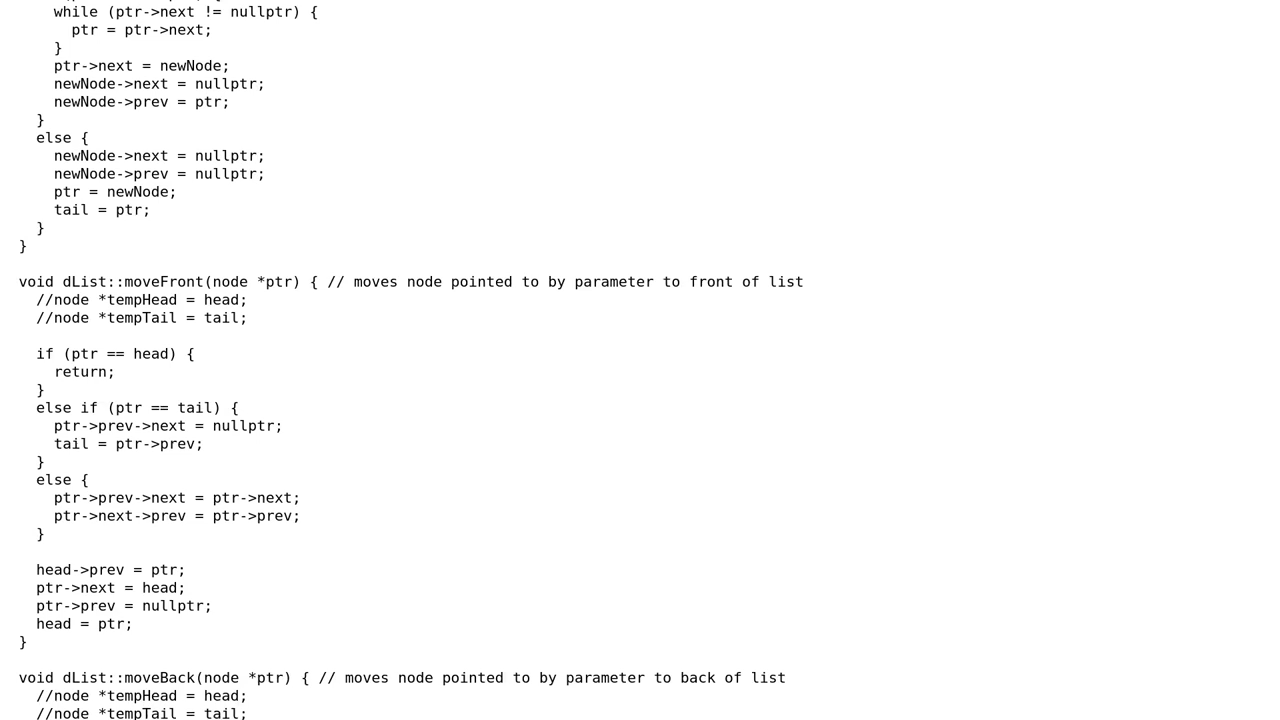 while (ptr->next != nullptr) {
      ptr = ptr->next;
    }
    ptr->next = newNode;
    newNode->next = nullptr;
    newNode->prev = ptr;
  }
  else {
    newNode->next = nullptr;
    newNode->prev = nullptr;
    ptr = newNode;
    tail = ptr;
  }
}

void dList::moveFront(node *ptr) { // moves node pointed to by parameter to front of list
  //node *tempHead = head;
  //node *tempTail = tail;

  if (ptr == head) {
    return;
  }
  else if (ptr == tail) {
    ptr->prev->next = nullptr;
    tail = ptr->prev;
  }
  else {
    ptr->prev->next = ptr->next;
    ptr->next->prev = ptr->prev;
  }

  head->prev = ptr;
  ptr->next = head;
  ptr->prev = nullptr;
  head = ptr;
}

void dList::moveBack(node *ptr) { // moves node pointed to by parameter to back of list
  //node *tempHead = head;
  //node *tempTail = tail;